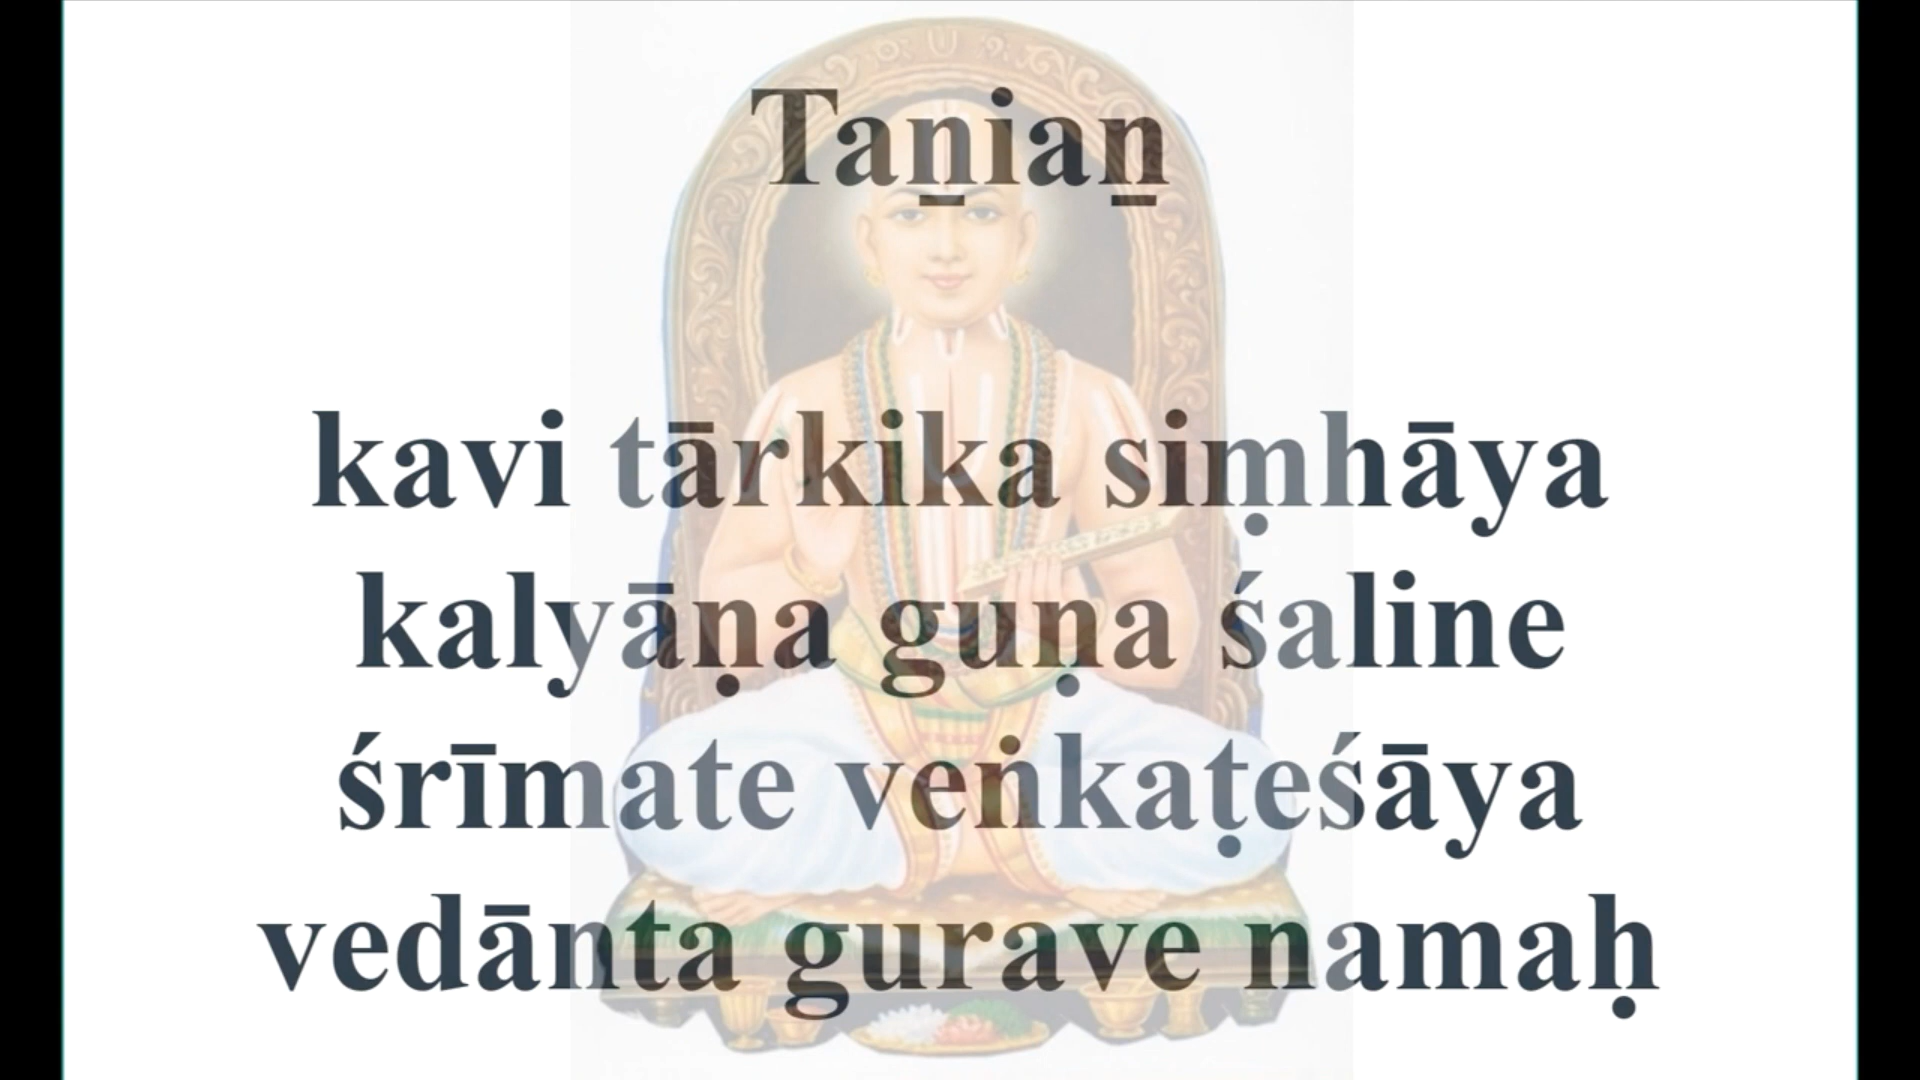 Taṉiaṉ
kavi tārkika siṃhāya
kalyāṇa guṇa śaline
śrīmate veṅkaṭeśāya
vedānta gurave namaḥ